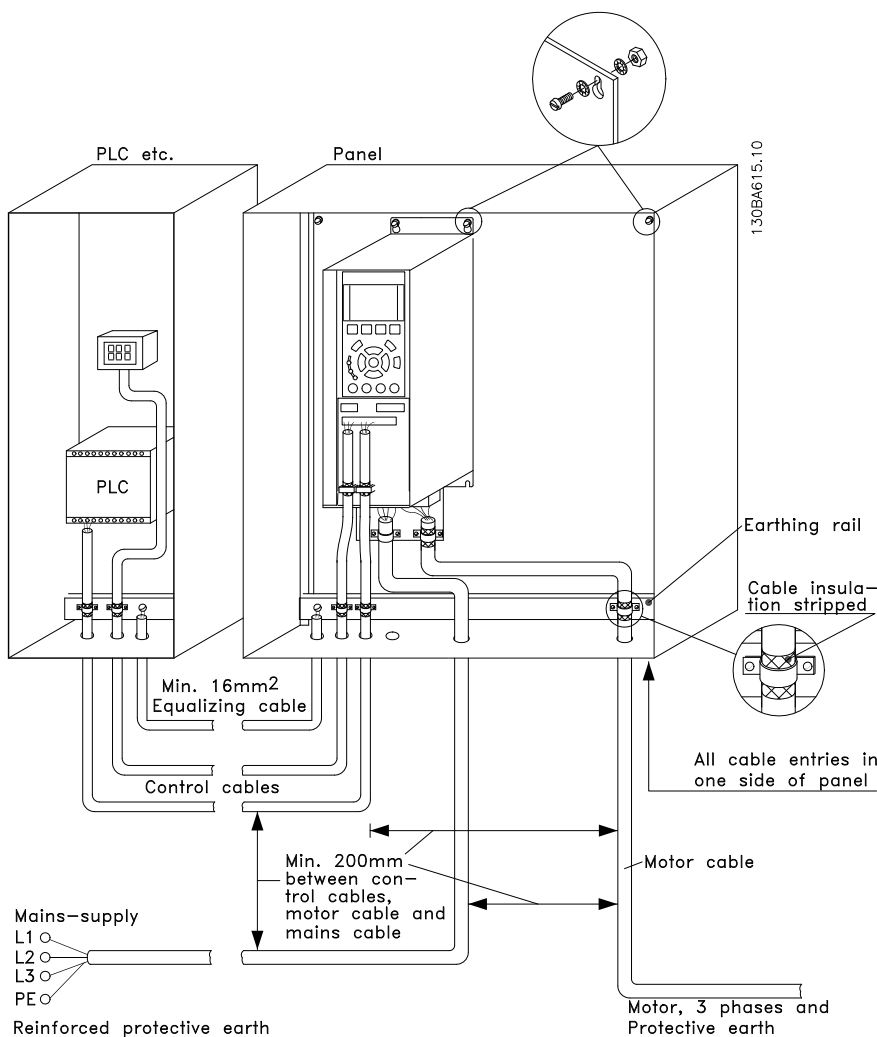 PLC etc.
Panel
130BA615.10
PLC
Earthing rail
Cable insula-
tion stripped
Min. 16mm2
Equalizing cable
All cable entries in
one side of panel
Control cables
Min. 200mm
between con-
trol cables,
motor cable and
mains cable
Motor cable
Mains-supply
L1
L2
L3
PE
Reinforced protective earth
Motor, 3 phases and
Protective earth